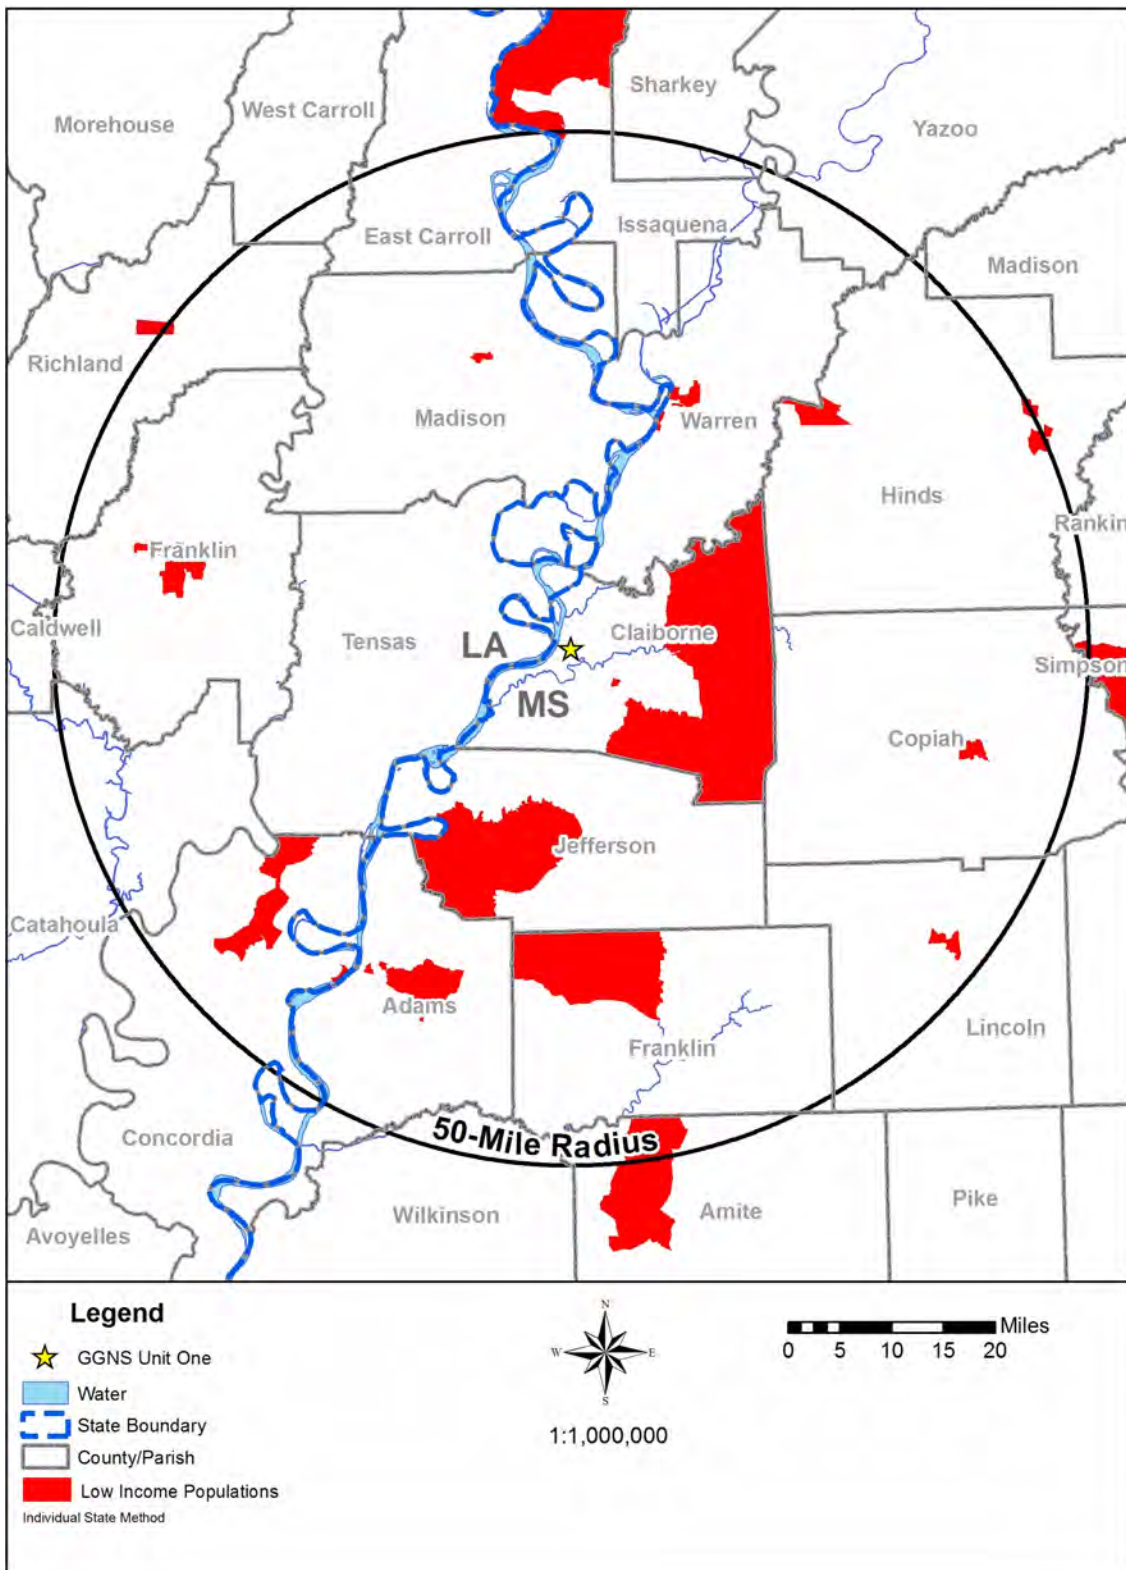 Sharkey
West Carroll
Morehouse
Yazoo
Issaquena
East Carroll
Madison
Richland
Madison
Warren
Hinds
Rankin
Franklin
Caldwell
Tensas
LA
Claiborne
Simpson
MS
Copiah
Jefferson
Catahoula
Adams
Lincoln
Franklin
Concordia
50-Mile Radius
Wilkinson
Amite
Pike
Avoyelles
Legend
GGNS Unit One
Water
State Boundary
County/Parish
Low Income Populations
Individual State Method
N
W E
S
1:1,000,000
Miles
0 5 10 15 20